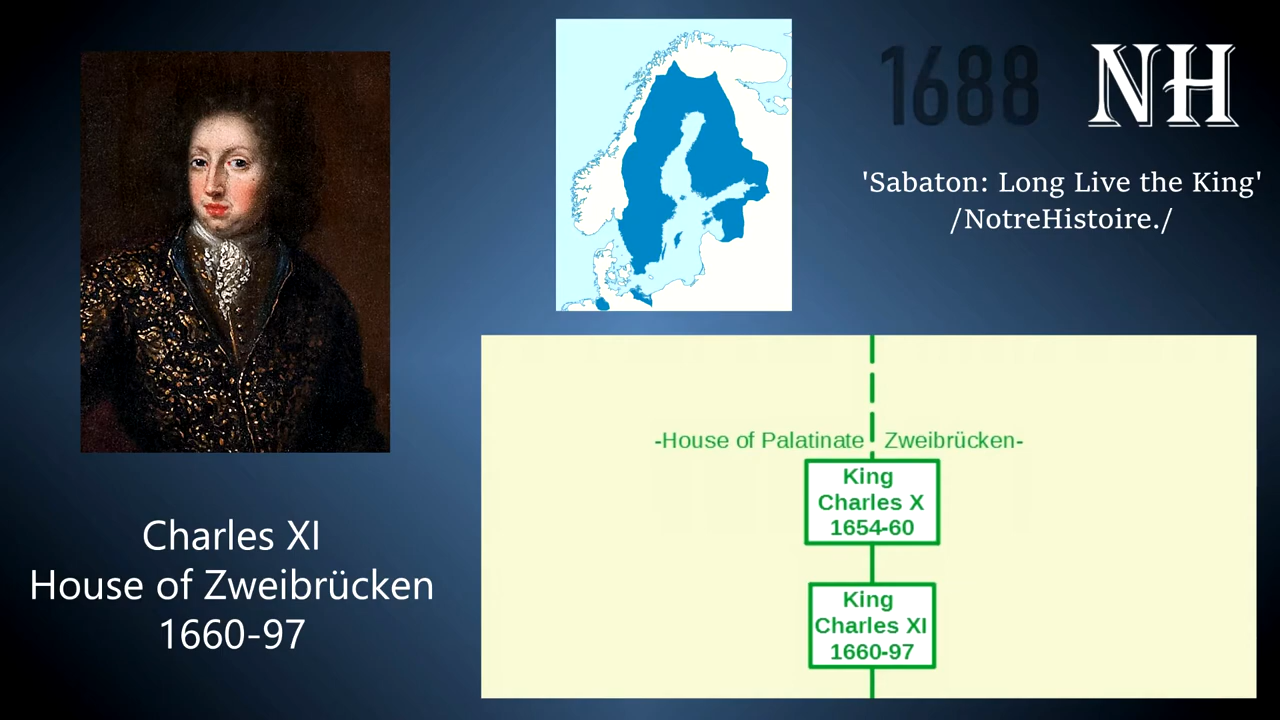 1688 NH
'Sabaton: Long Live the King'
/NotreHistoire./
-House of Palatinate Zweibrücken-
King
Charles X
1654-60
King
Charles XI
1660-97
Charles XI
House of Zweibrücken
1660-97